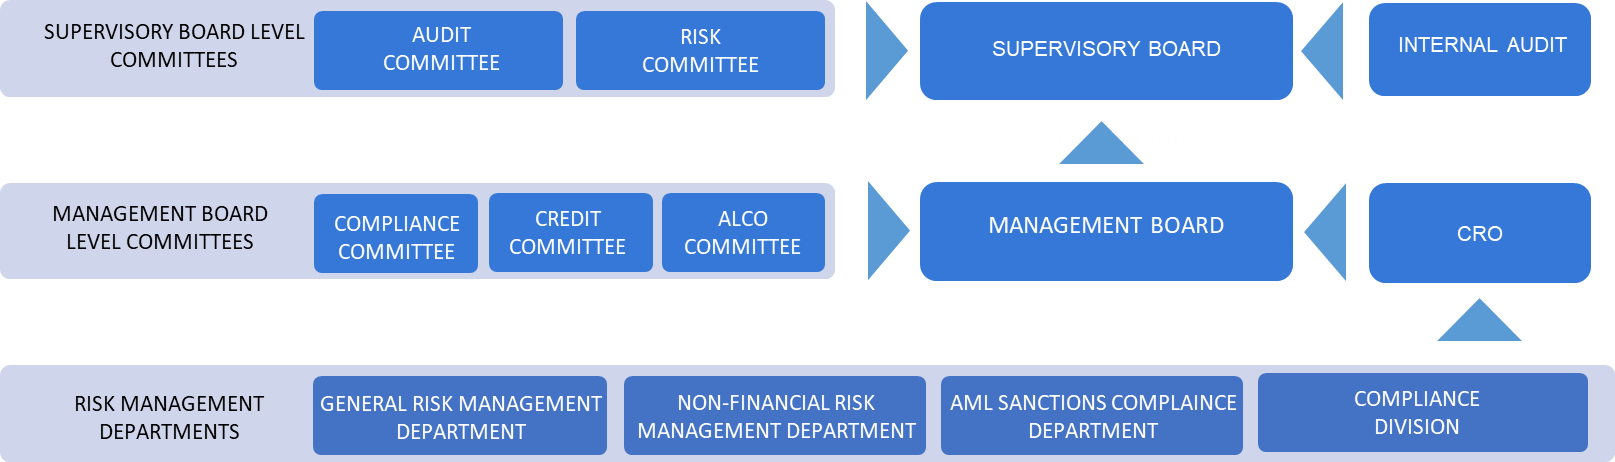 SUPERVISORY BOARD LEVEL
COMMITTEES
AUDIT
COMMITTEE
RISK
COMMITTEE
SUPERVISORY BOARD
INTERNAL AUDIT
MANAGEMENT BOARD
LEVEL COMMITTEES
COMPLIANCE
COMMITTEE
CREDIT
COMMITTEE
ALCO
COMMITTEE
MANAGEMENT BOARD
CRO
RISK MANAGEMENT
DEPARTMENTS
GENERAL RISK MANAGEMENT
DEPARTMENT
NON-FINANCIAL RISK
MANAGEMENT DEPARTMENT
AML SANCTIONS COMPLAINCE
DEPARTMENT
COMPLIANCE
DIVISION